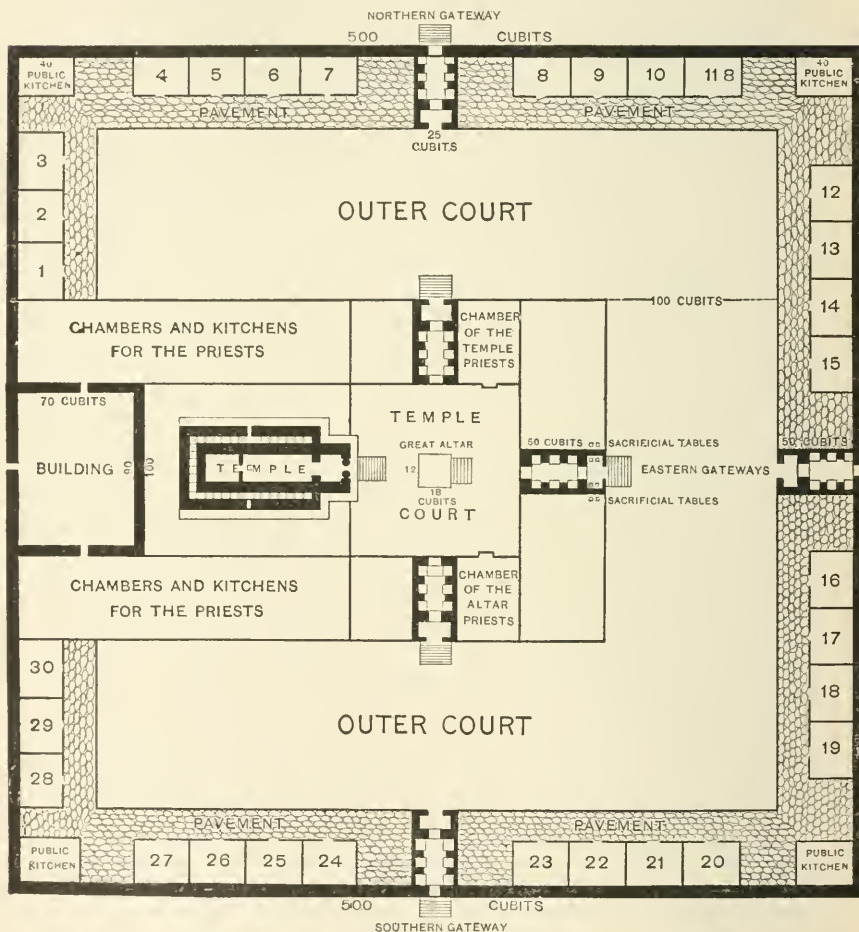 NORTHERN GATEWAY
500 CUBITS
40
PUBLIC
KITCHEN
4 5 6 7
8 9 10 11 8
40
PUBLIC
KITCHEN
PAVEMENT
PAVEMENT
25
CUBITS
3
2
1
OUTER COURT
12
13
14
15
100 CUBITS
CHAMBERS AND KITCHENS
FOR THE PRIESTS
CHAMBER
OF THE
TEMPLE
PRIESTS
70 CUBITS
BUILDING
90
100
TEMPLE
TEMPLE
GREAT ALTAR
12
18
CUBITS
COURT
50 CUBITS
SACRIFICIAL TABLES
EASTERN GATEWAYS
SACRIFICIAL TABLES
50 CUBITS
CHAMBERS AND KITCHENS
FOR THE PRIESTS
CHAMBER
OF THE
ALTAR
PRIESTS
16
17
18
19
30
29
28
OUTER COURT
PAVEMENT
PAVEMENT
PUBLIC
KITCHEN
27 26 25 24
23 22 21 20
PUBLIC
KITCHEN
500 CUBITS
SOUTHERN GATEWAY